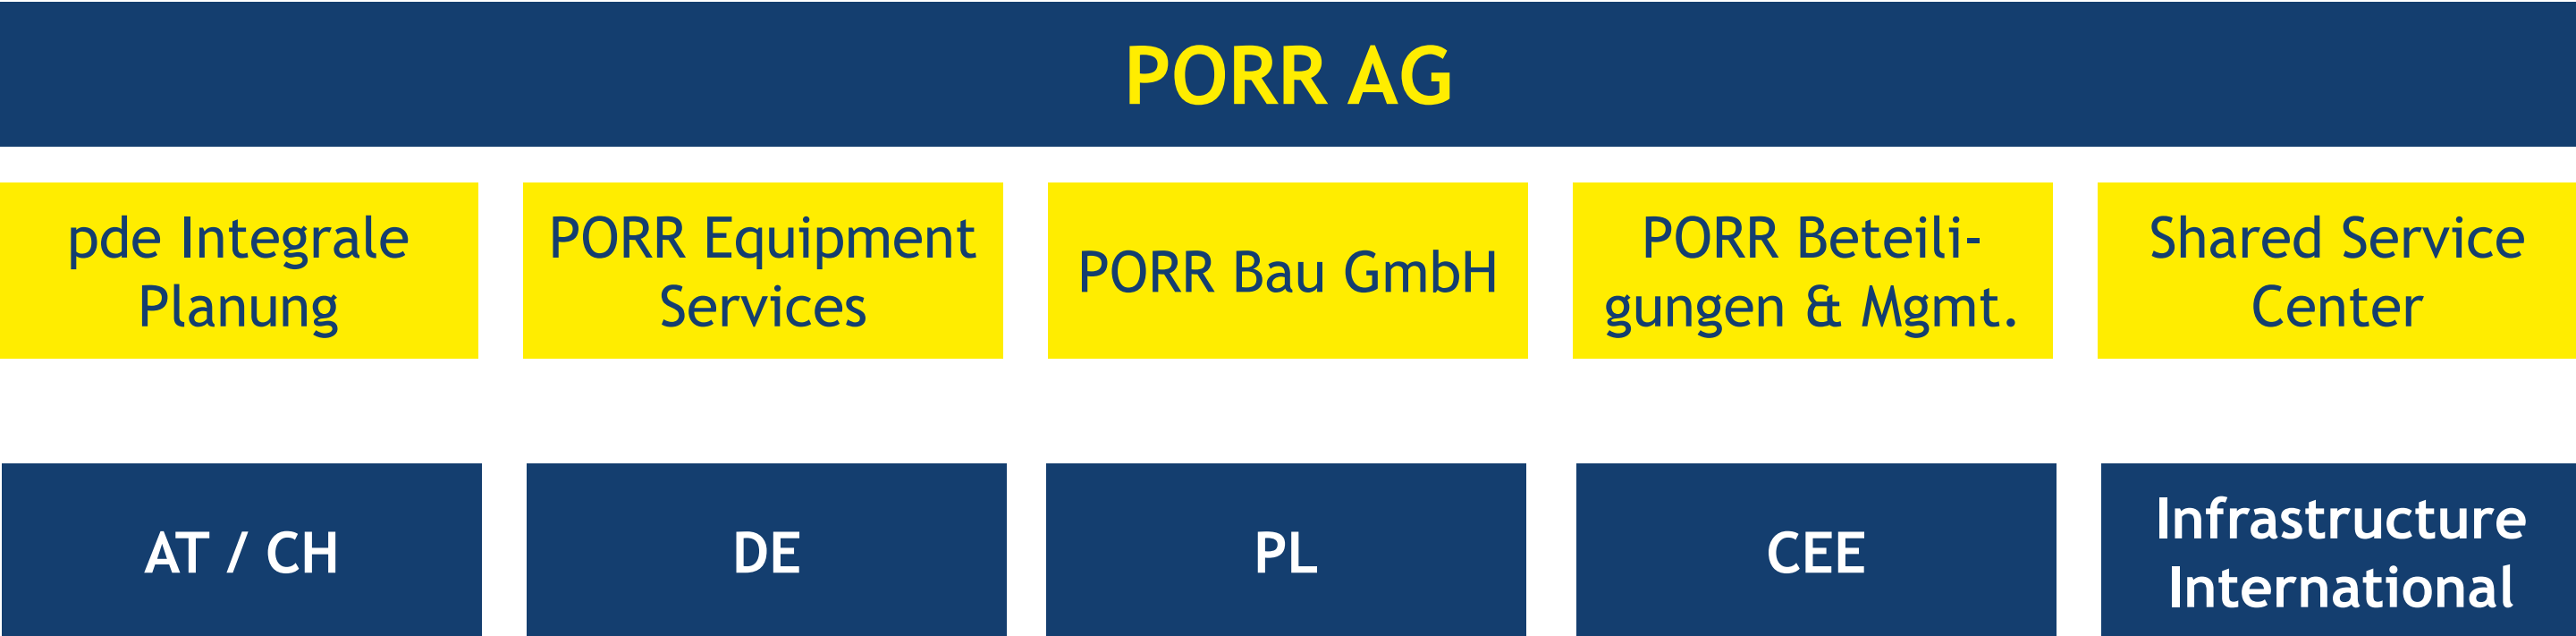 PORR AG
pde Integrale
Planung
PORR Equipment
Services
PORR Bau GmbH
PORR Beteili-
gungen & Mgmt.
Shared Service
Center
AT / CH
DE
PL
CEE
Infrastructure
International